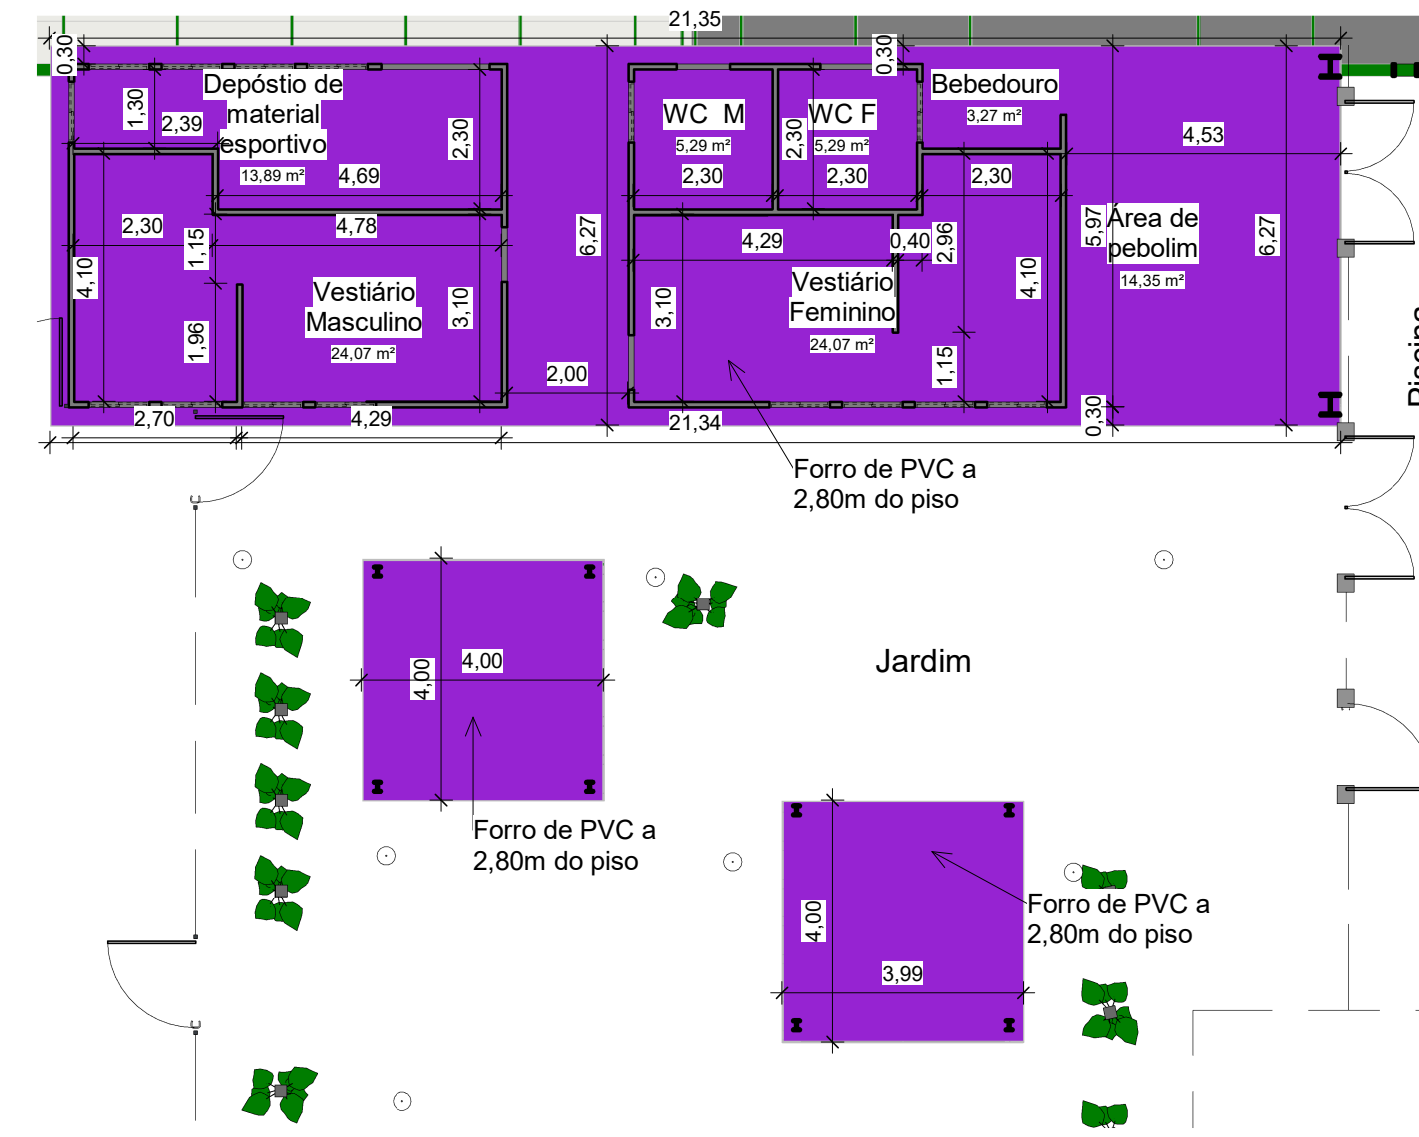 21,35
0,30
Depóstio de
material
esportivo
13,89 m²
1,30
2,39
2,30
4,69
WC M
5,29 m²
2,30
2,30
WC F
5,29 m²
2,30
0,30
Bebedouro
3,27 m²
2,30
4,53
2,30
1,15
4,78
4,10
Vestiário
Masculino
24,07 m²
3,10
1,96
6,27
2,00
4,29
0,40
2,96
Vestiário
Feminino
24,07 m²
3,10
4,10
1,15
5,97
Área de
pebolim
14,35 m²
6,27
0,30
2,70
4,29
21,34
Forro de PVC a
2,80m do piso
Piscina
Jardim
4,00
4,00
Forro de PVC a
2,80m do piso
4,00
3,99
Forro de PVC a
2,80m do piso